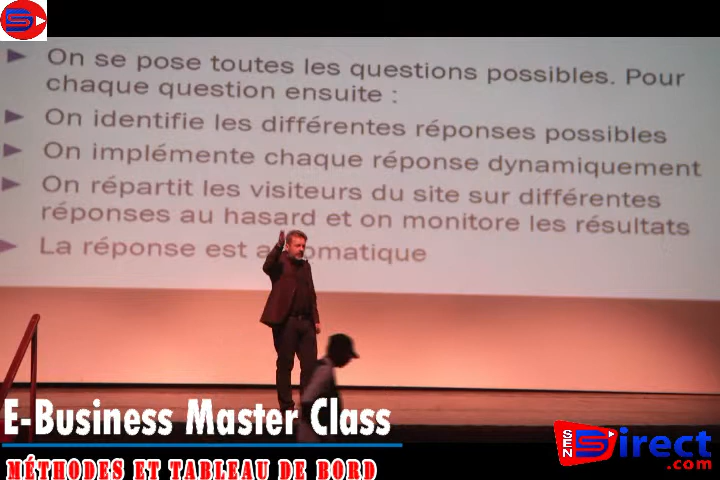 On se pose toutes les questions possibles. Pour
chaque question ensuite :
On identifie les différentes réponses possibles
On implémente chaque réponse dynamiquement
On répartit les visiteurs du site sur différentes
réponses au hasard et on monitore les résultats
La réponse est automatique
E-Business Master Class
MÉTHODES ET TABLEAU DE BORD
SEN Direct
.com